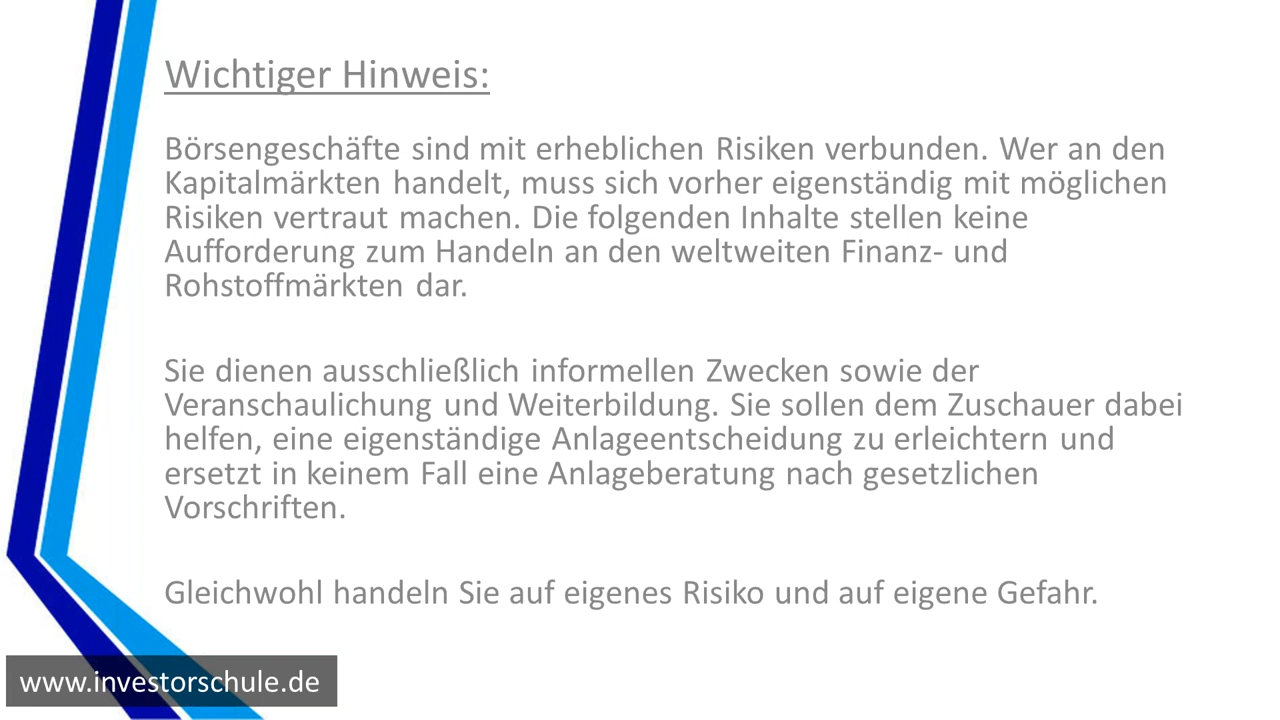 Wichtiger Hinweis:
Börsengeschäfte sind mit erheblichen Risiken verbunden. Wer an den
Kapitalmärkten handelt, muss sich vorher eigenständig mit möglichen
Risiken vertraut machen. Die folgenden Inhalte stellen keine
Aufforderung zum Handeln an den weltweiten Finanz- und
Rohstoffmärkten dar.
Sie dienen ausschließlich informellen Zwecken sowie der
Veranschaulichung und Weiterbildung. Sie sollen dem Zuschauer dabei
helfen, eine eigenständige Anlageentscheidung zu erleichtern und
ersetzt in keinem Fall eine Anlageberatung nach gesetzlichen
Vorschriften.
Gleichwohl handeln Sie auf eigenes Risiko und auf eigene Gefahr.
www.investorschule.de